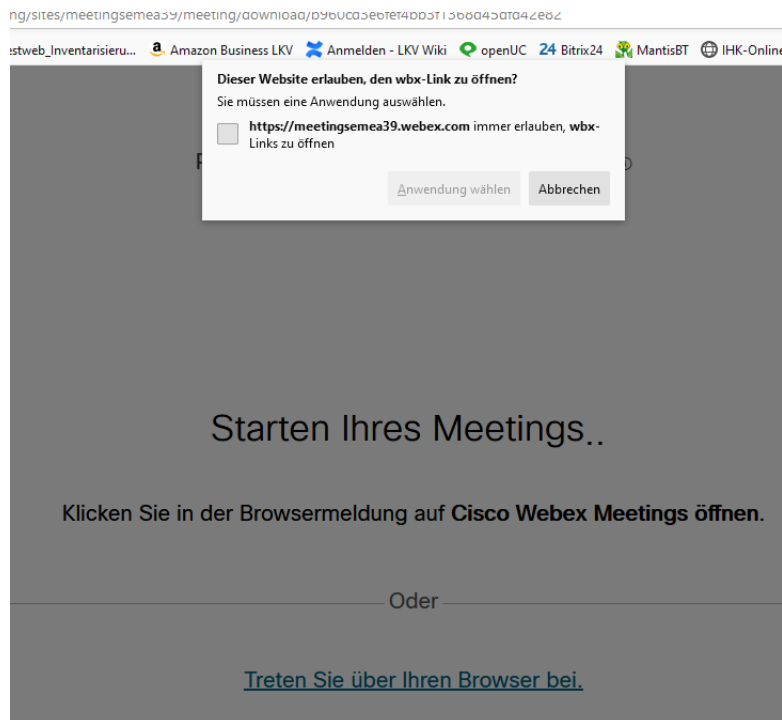 ng/sites/meetingsemea39/meeting/download/b960cd3e6fef4bb3f1368d45dfd42e82
estweb_Inventarisieru... Amazon Business LKV Anmelden - LKV Wiki openUC 24 Bitrix24 MantisBT IHK-Online
Dieser Website erlauben, den wbx-Link zu öffnen?
Sie müssen eine Anwendung auswählen.
https://meetingsemea39.webex.com immer erlauben, wbx-
Links zu öffnen
Anwendung wählen Abbrechen
Starten Ihres Meetings..
Klicken Sie in der Browsermeldung auf Cisco Webex Meetings öffnen.
Oder
Treten Sie über Ihren Browser bei.